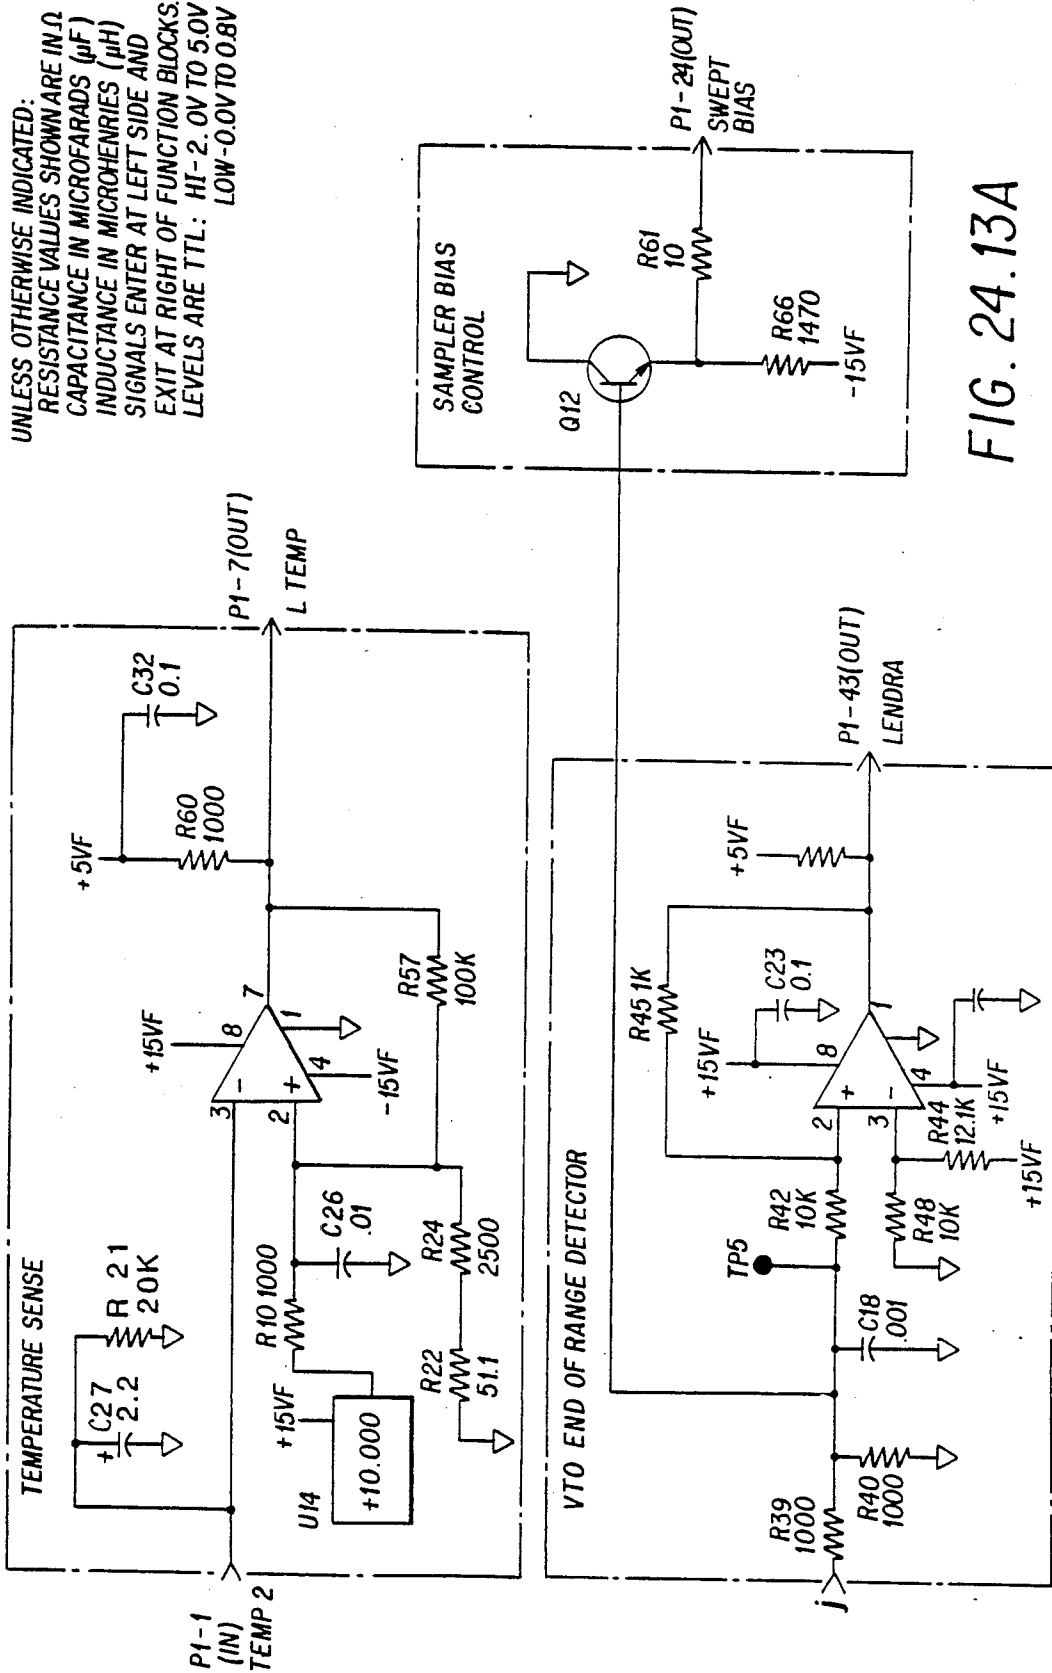 UNLESS OTHERWISE INDICATED:
RESISTANCE VALUES SHOWN ARE IN Ω
CAPACITANCE IN MICROFARADS (µF)
INDUCTANCE IN MICROHENRIES (µH)
SIGNALS ENTER AT LEFT SIDE AND
EXIT AT RIGHT OF FUNCTION BLOCKS.
LEVELS ARE TTL: HI-2.0V TO 5.0V
LOW-0.0V TO 0.8V
TEMPERATURE SENSE
P1-1
(IN)
TEMP 2
+
C27
2.2
R 21
20K
+15VF
U14
+10.000
R10 1000
C26
.01
R22
51.1
R24
2500
3
2
-
+
+15VF
8
7
1
4
-15VF
R57
100K
+5VF
R60
1000
C32
0.1
P1-7(OUT)
L TEMP
VTO END OF RANGE DETECTOR
j
R39
1000
R40
1000
C18
.001
TP5
R42
10K
R48
10K
R44
12.1K
+15VF
2
3
+
-
+15VF
8
C23
0.1
1
4
+15VF
R45 1K
+5VF
P1-43(OUT)
LENDRA
SAMPLER BIAS
CONTROL
Q12
R61
10
R66
1470
-15VF
P1-24(OUT)
SWEPT
BIAS
FIG. 24.13A